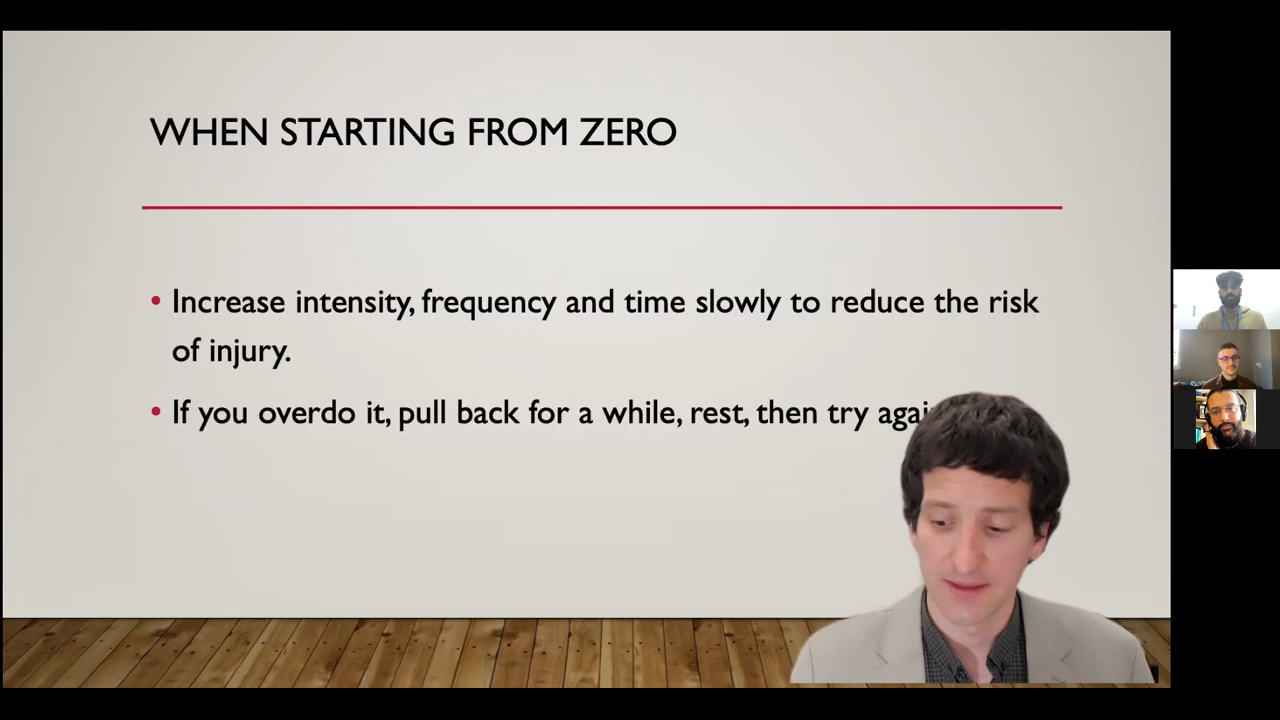 WHEN STARTING FROM ZERO
• Increase intensity, frequency and time slowly to reduce the risk
of injury.
• If you overdo it, pull back for a while, rest, then try